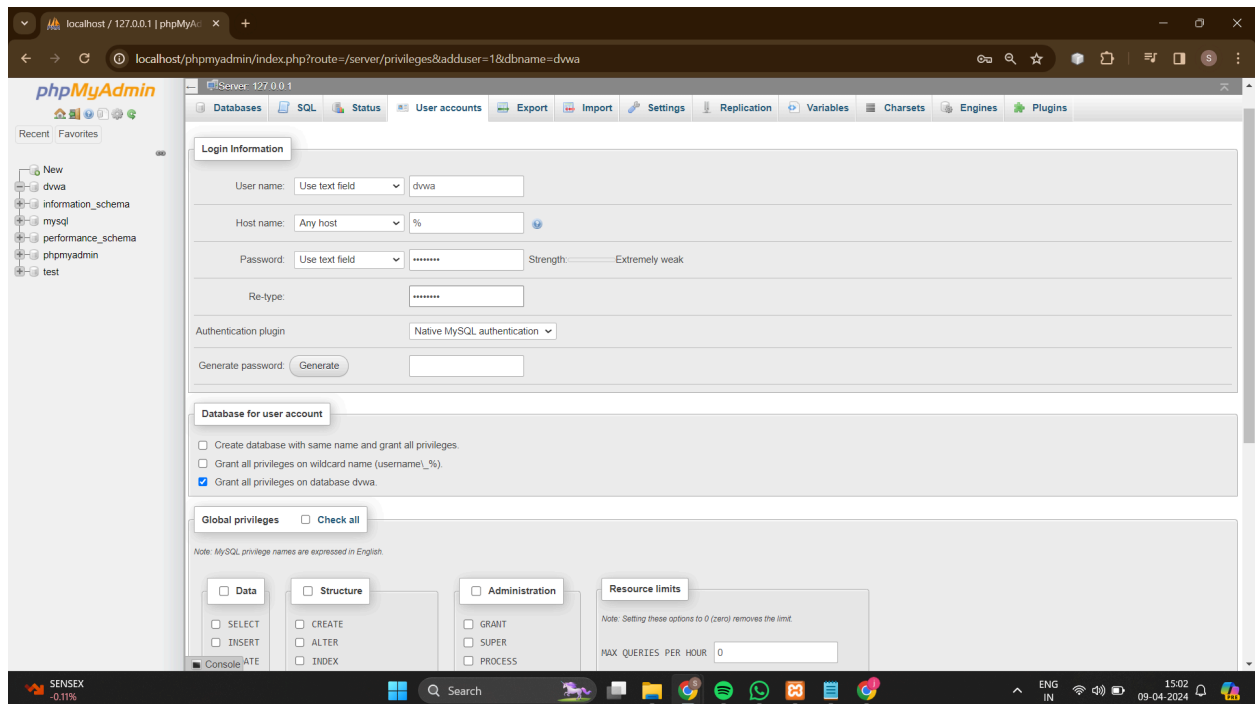 localhost / 127.0.0.1 | phpMyAd
localhost/phpmyadmin/index.php?route=/server/privileges&adduser=1&dbname=dvwa
S
phpMyAdmin
Recent Favorites
New
dvwa
information_schema
mysql
performance_schema
phpmyadmin
test
Server: 127.0.0.1
Databases SQL Status User accounts Export Import Settings Replication Variables Charsets Engines Plugins
Login Information
User name: Use text field dvwa
Host name: Any host %
Password: Use text field •••••••• Strength: Extremely weak
Re-type: ••••••••
Authentication plugin Native MySQL authentication
Generate password: Generate
Database for user account
Create database with same name and grant all privileges.
Grant all privileges on wildcard name (username\_%).
Grant all privileges on database dvwa.
Global privileges Check all
Note: MySQL privilege names are expressed in English.
Data Structure Administration Resource limits
Note: Setting these options to 0 (zero) removes the limit.
SELECT CREATE GRANT
INSERT ALTER SUPER
MAX QUERIES PER HOUR 0
ATE INDEX PROCESS
Console
SENSEX
-0.11%
Search
ENG
IN
15:02
09-04-2024